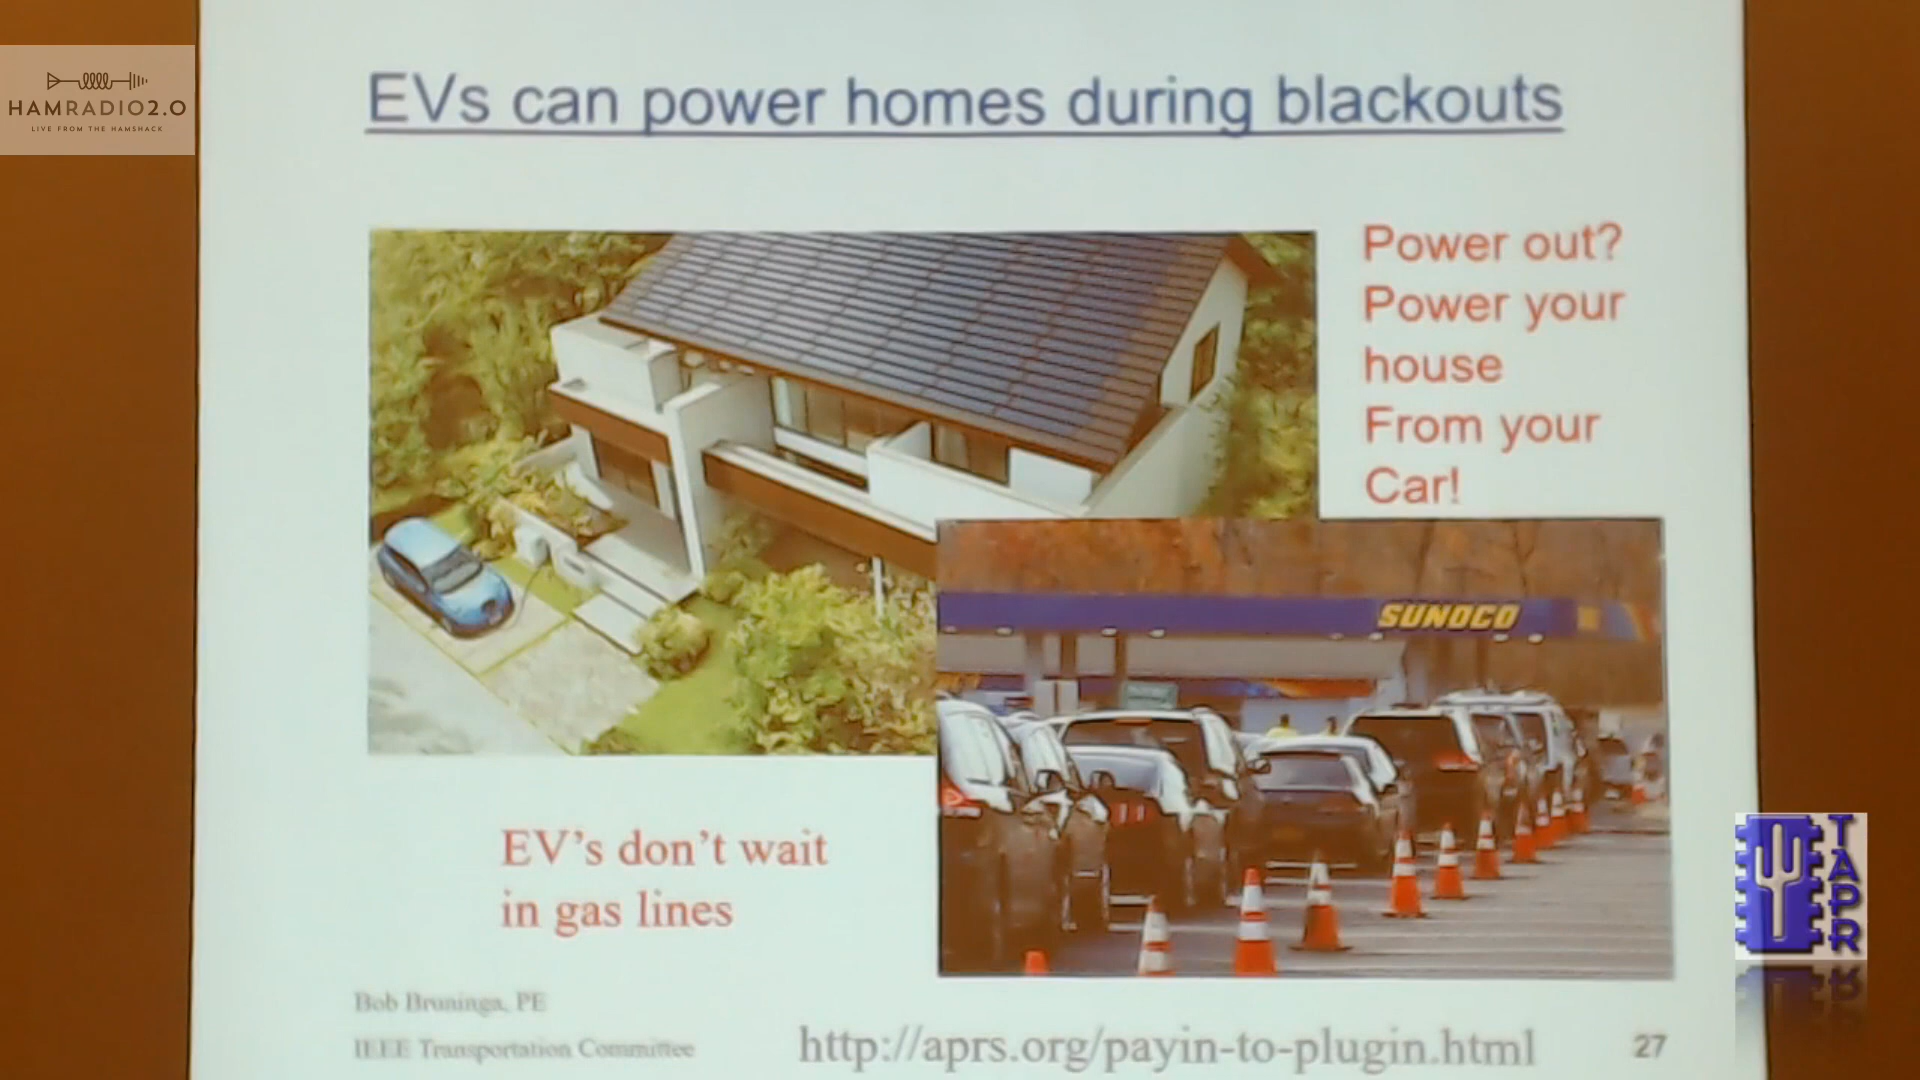 HAMRADIO2.0
LIVE FROM THE HAMSHACK
EVs can power homes during blackouts
Power out?
Power your
house
From your
Car!
SUNOCO
EV's don't wait
in gas lines
TAPR
Bob Bruninga, PE
IEEE Transportation Committee
http://aprs.org/payin-to-plugin.html
27